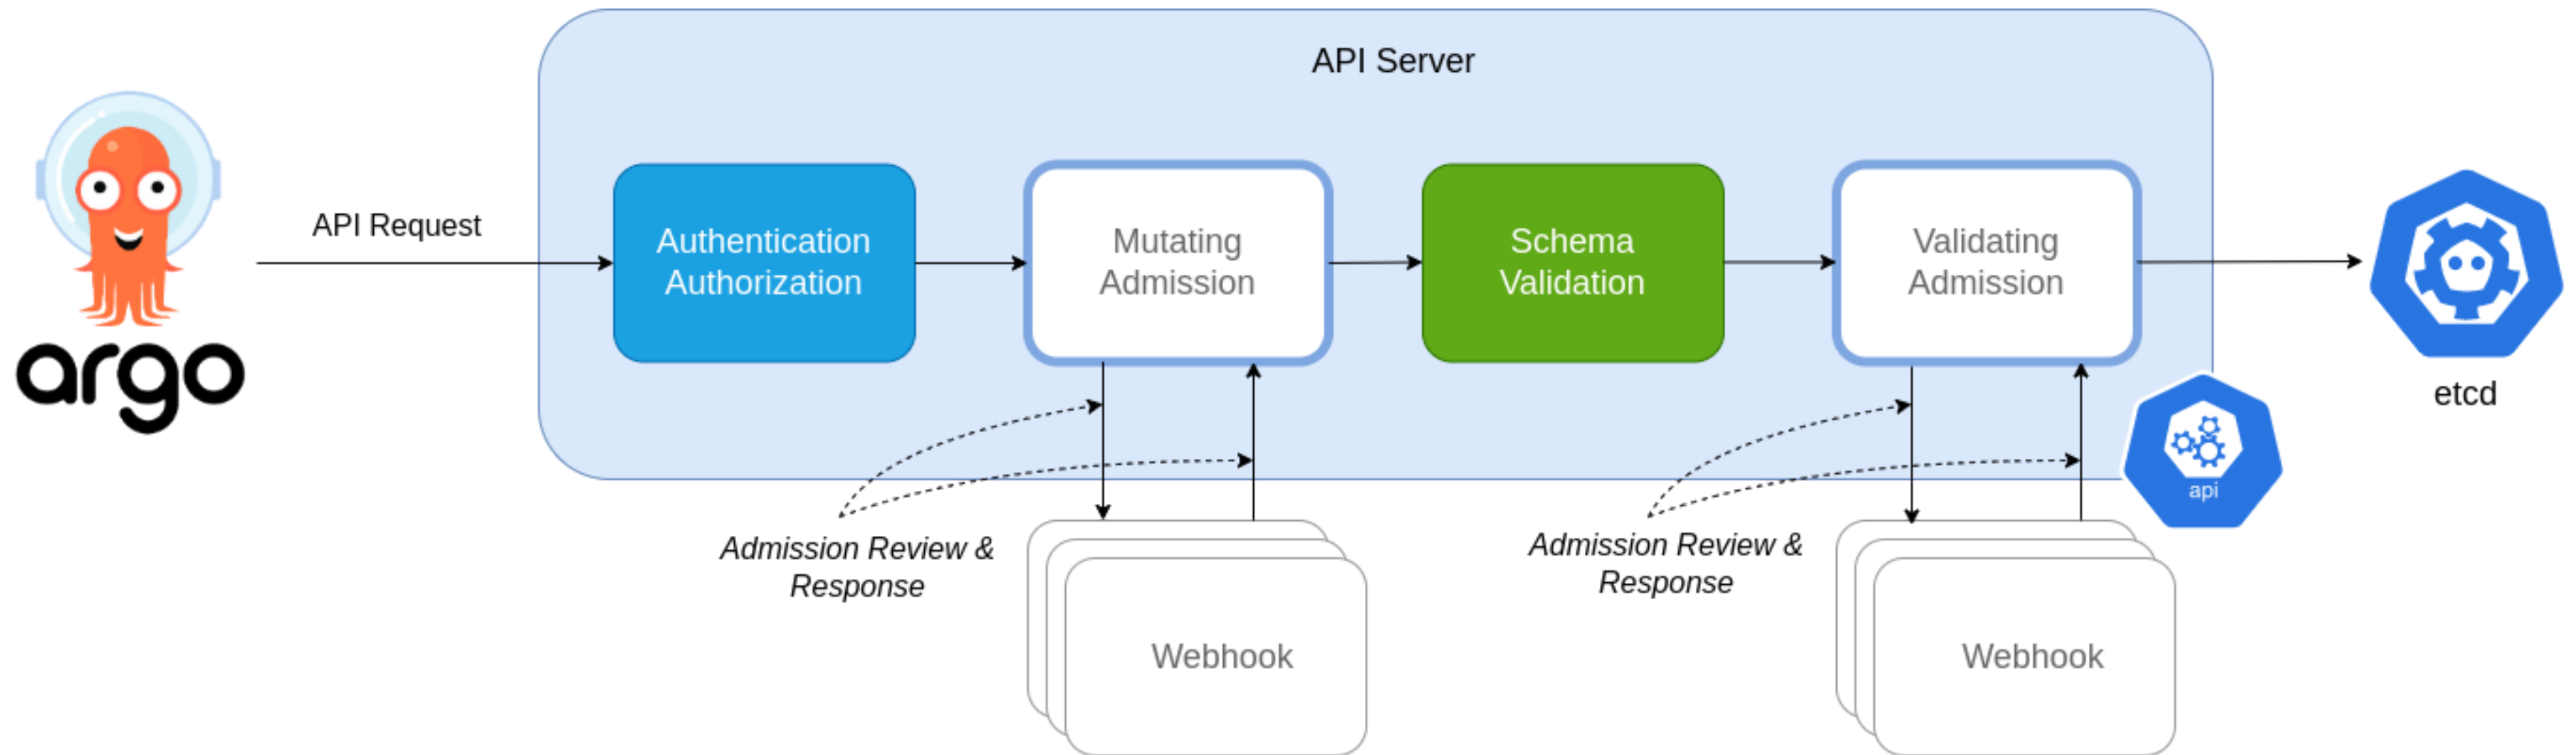 API Server
argo
API Request
Authentication
Authorization
Mutating
Admission
Schema
Validation
Validating
Admission
etcd
api
Admission Review &
Response
Webhook
Admission Review &
Response
Webhook